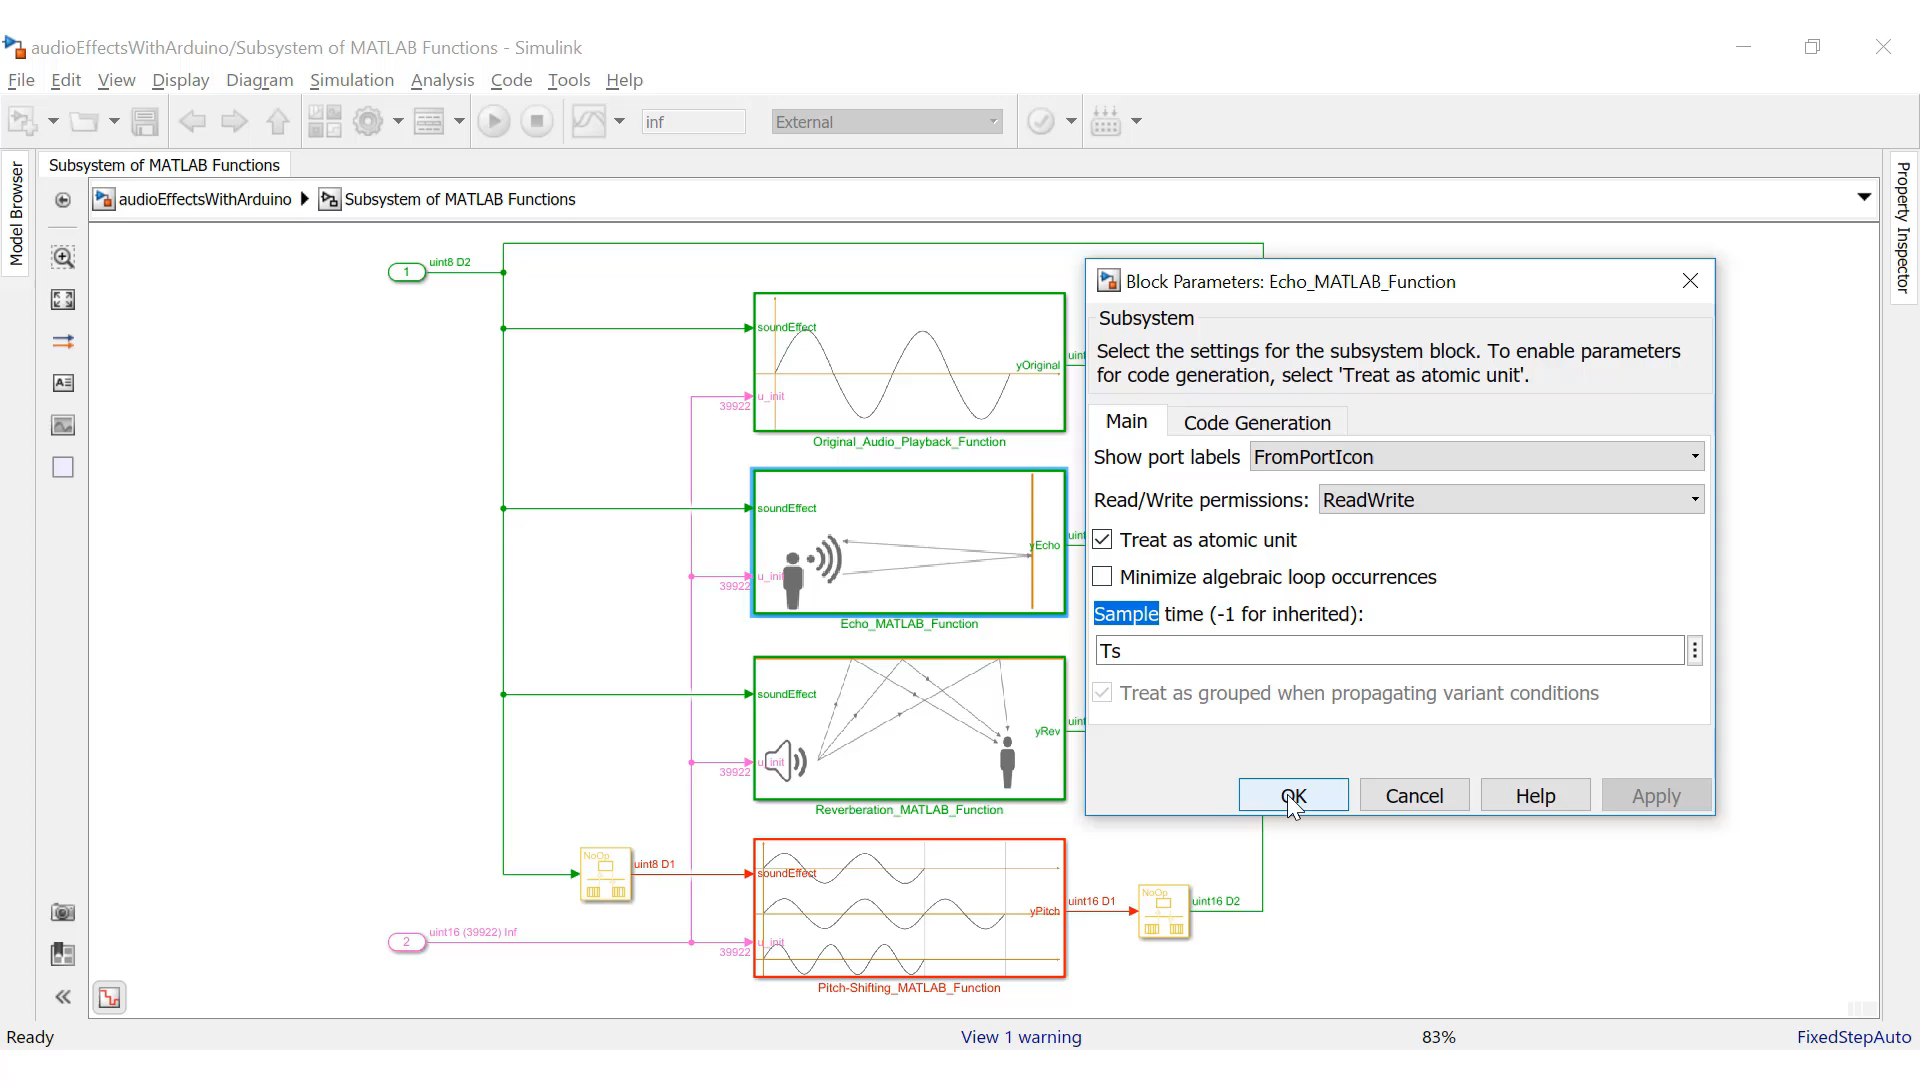 audioEffectsWithArduino/Subsystem of MATLAB Functions - Simulink
File Edit View Display Diagram Simulation Analysis Code Tools Help
inf External
Model Browser
Subsystem of MATLAB Functions
Property Inspector
audioEffectsWithArduino Subsystem of MATLAB Functions
1 uint8 D2
soundEffect
yOriginal
u_init
39922
Original_Audio_Playback_Function
soundEffect
yEcho
u_init
39922
Echo_MATLAB_Function
soundEffect
yRev
u_init
39922
Reverberation_MATLAB_Function
NoOp
uint8 D1
soundEffect
yPitch
uint16 D1
NoOp
uint16 D2
2 uint16 (39922) Inf
u_init
39922
Pitch-Shifting_MATLAB_Function
Block Parameters: Echo_MATLAB_Function
Subsystem
Select the settings for the subsystem block. To enable parameters
for code generation, select 'Treat as atomic unit'.
Main Code Generation
Show port labels FromPortIcon
Read/Write permissions: ReadWrite
Treat as atomic unit
Minimize algebraic loop occurrences
Sample time (-1 for inherited):
Ts
Treat as grouped when propagating variant conditions
OK Cancel Help Apply
Ready View 1 warning 83% FixedStepAuto